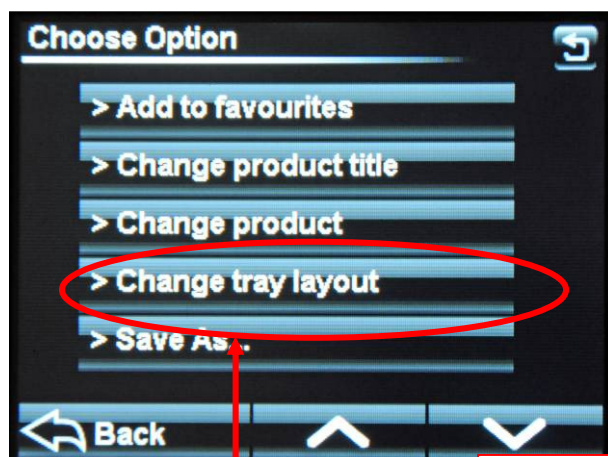 Choose Option
> Add to favourites
> Change product title
> Change product
> Change tray layout
> Save As...
Back